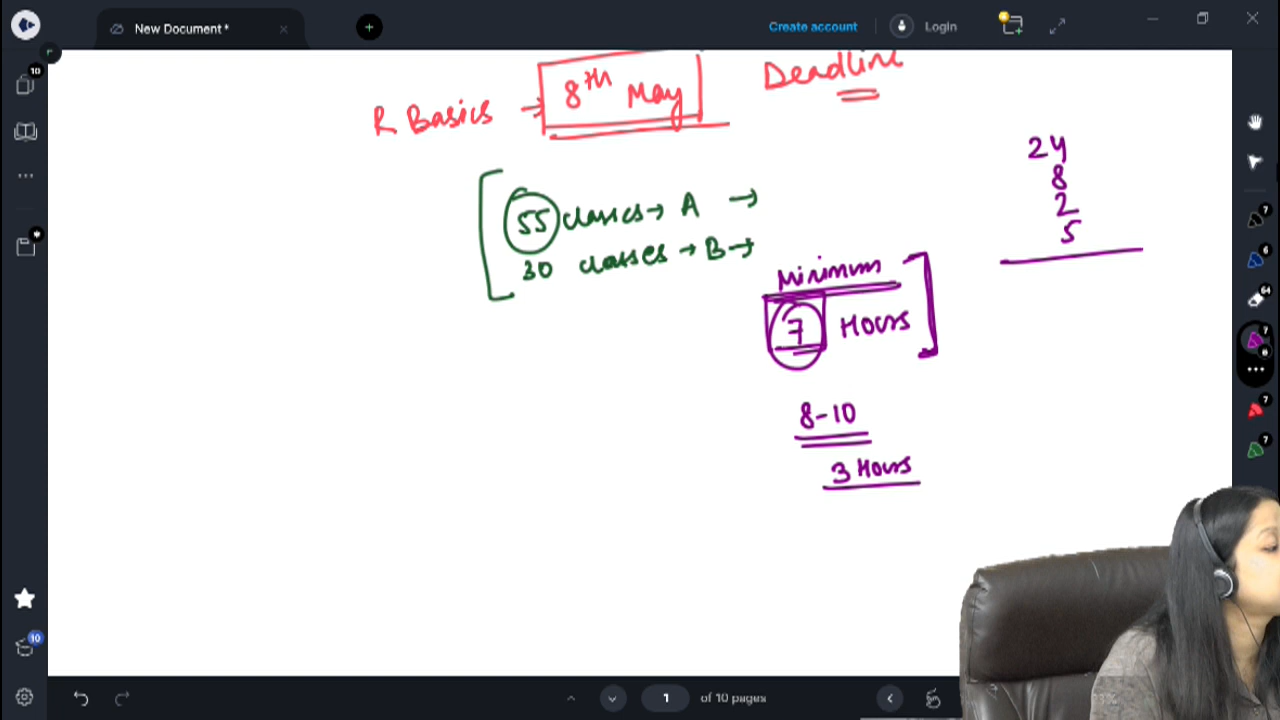 New Document *
Create account
Login
Deadline
R Basics → 8th May
55 classes → A →
30 classes → B →
24
8
2
5
Minimum
7 Hours
8-10
3 Hours
1 of 10 pages